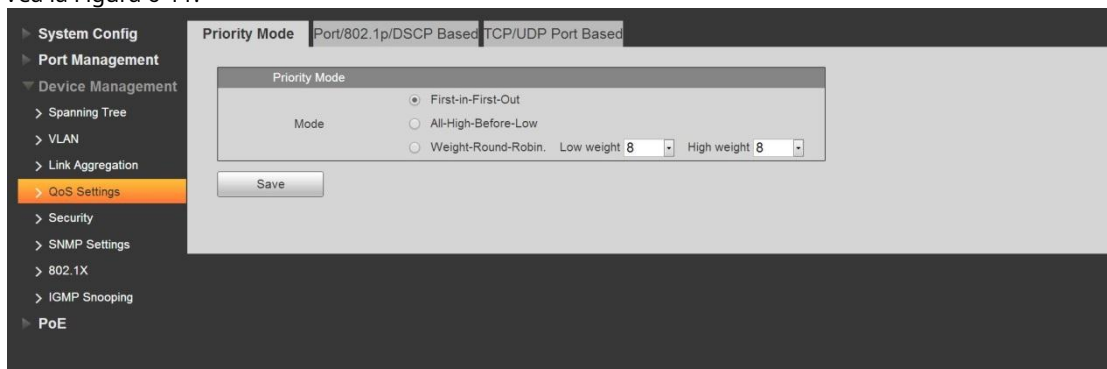 System Config
Port Management
Device Management
> Spanning Tree
> VLAN
> Link Aggregation
> QoS Settings
> Security
> SNMP Settings
> 802.1X
> IGMP Snooping
PoE
Priority Mode Port/802.1p/DSCP Based TCP/UDP Port Based
Priority Mode
Mode
First-in-First-Out
All-High-Before-Low
Weight-Round-Robin. Low weight 8 High weight 8
Save